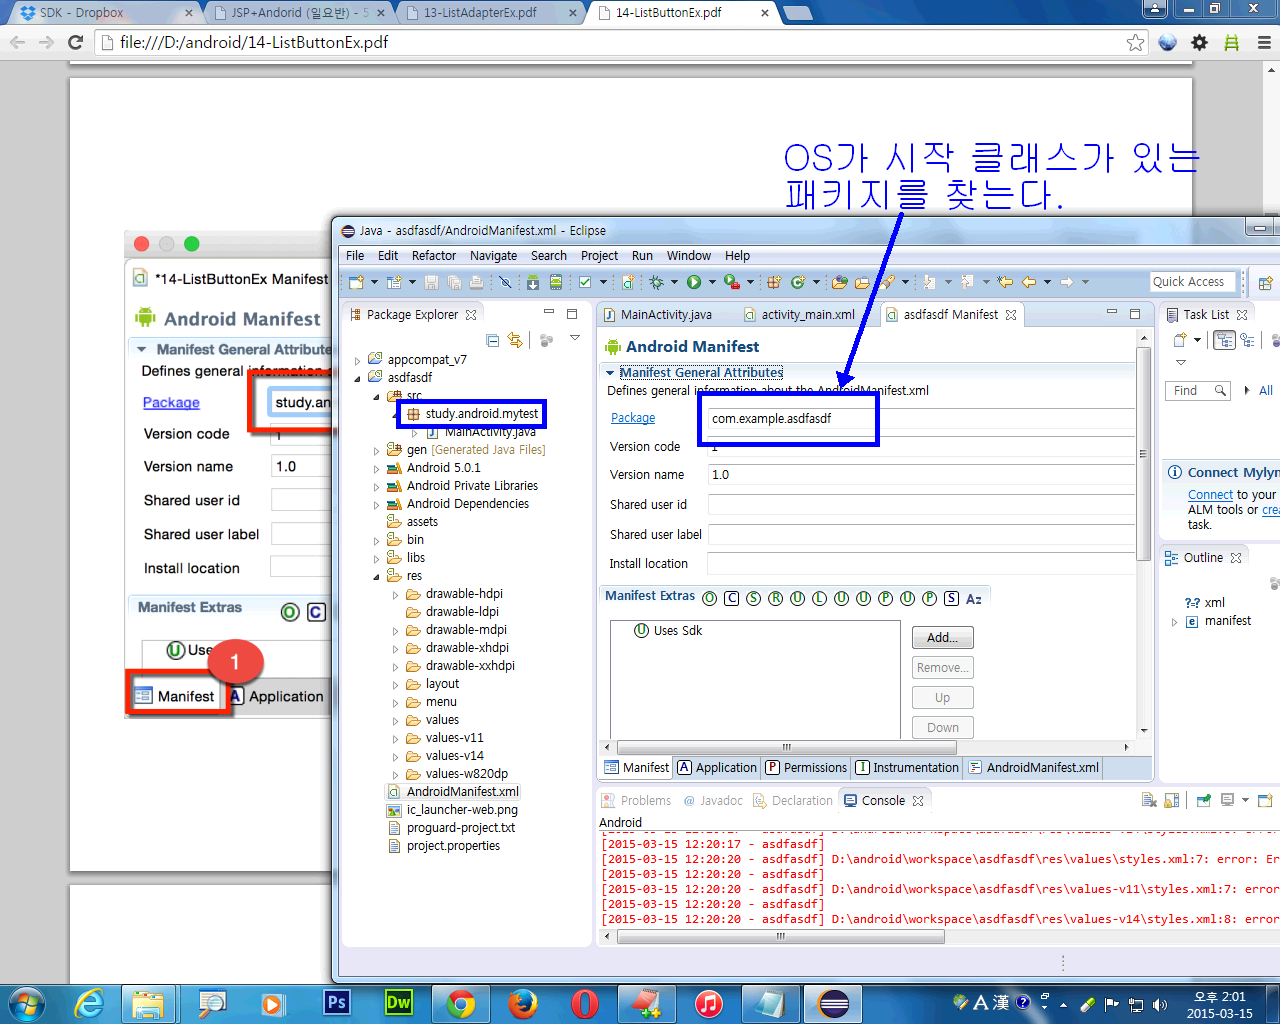 SDK - Dropbox
JSP+Andorid (일요반) - 5
13-ListAdapterEx.pdf
14-ListButtonEx.pdf
file:///D:/android/14-ListButtonEx.pdf
OS가 시작 클래스가 있는
패키지를 찾는다.
*14-ListButtonEx Manifest
Android Manifest
Manifest General Attribute
Defines general information
Package
study.an
Version code
1
Version name
1.0
Shared user id
Shared user label
Install location
Manifest Extras
O C
U Use
1
Manifest
A Application
Java - asdfasdf/AndroidManifest.xml - Eclipse
File Edit Refactor Navigate Search Project Run Window Help
Quick Access
Package Explorer
appcompat_v7
asdfasdf
src
study.android.mytest
MainActivity.java
gen [Generated Java Files]
Android 5.0.1
Android Private Libraries
Android Dependencies
assets
bin
libs
res
drawable-hdpi
drawable-ldpi
drawable-mdpi
drawable-xhdpi
drawable-xxhdpi
layout
menu
values
values-v11
values-v14
values-w820dp
AndroidManifest.xml
ic_launcher-web.png
proguard-project.txt
project.properties
MainActivity.java
activity_main.xml
asdfasdf Manifest
Android Manifest
Manifest General Attributes
Defines general information about the AndroidManifest.xml
Package
com.example.asdfasdf
Version code
1
Version name
1.0
Shared user id
Shared user label
Install location
Manifest Extras
O C S R U L U U P U P S Az
U Uses Sdk
Add...
Remove...
Up
Down
Manifest
A Application
P Permissions
I Instrumentation
AndroidManifest.xml
Task List
Find
All
Connect Mylyn
Connect to your
ALM tools or
task.
Outline
xml
manifest
Problems
@ Javadoc
Declaration
Console
Android
[2015-03-15 12:20:17 - asdfasdf]
[2015-03-15 12:20:20 - asdfasdf] D:\android\workspace\asdfasdf\res\values\styles.xml:7: error: Er
[2015-03-15 12:20:20 - asdfasdf]
[2015-03-15 12:20:20 - asdfasdf] D:\android\workspace\asdfasdf\res\values-v11\styles.xml:7: error
[2015-03-15 12:20:20 - asdfasdf]
[2015-03-15 12:20:20 - asdfasdf] D:\android\workspace\asdfasdf\res\values-v14\styles.xml:8: error
Ps
Dw
A 漢
오후 2:01
2015-03-15